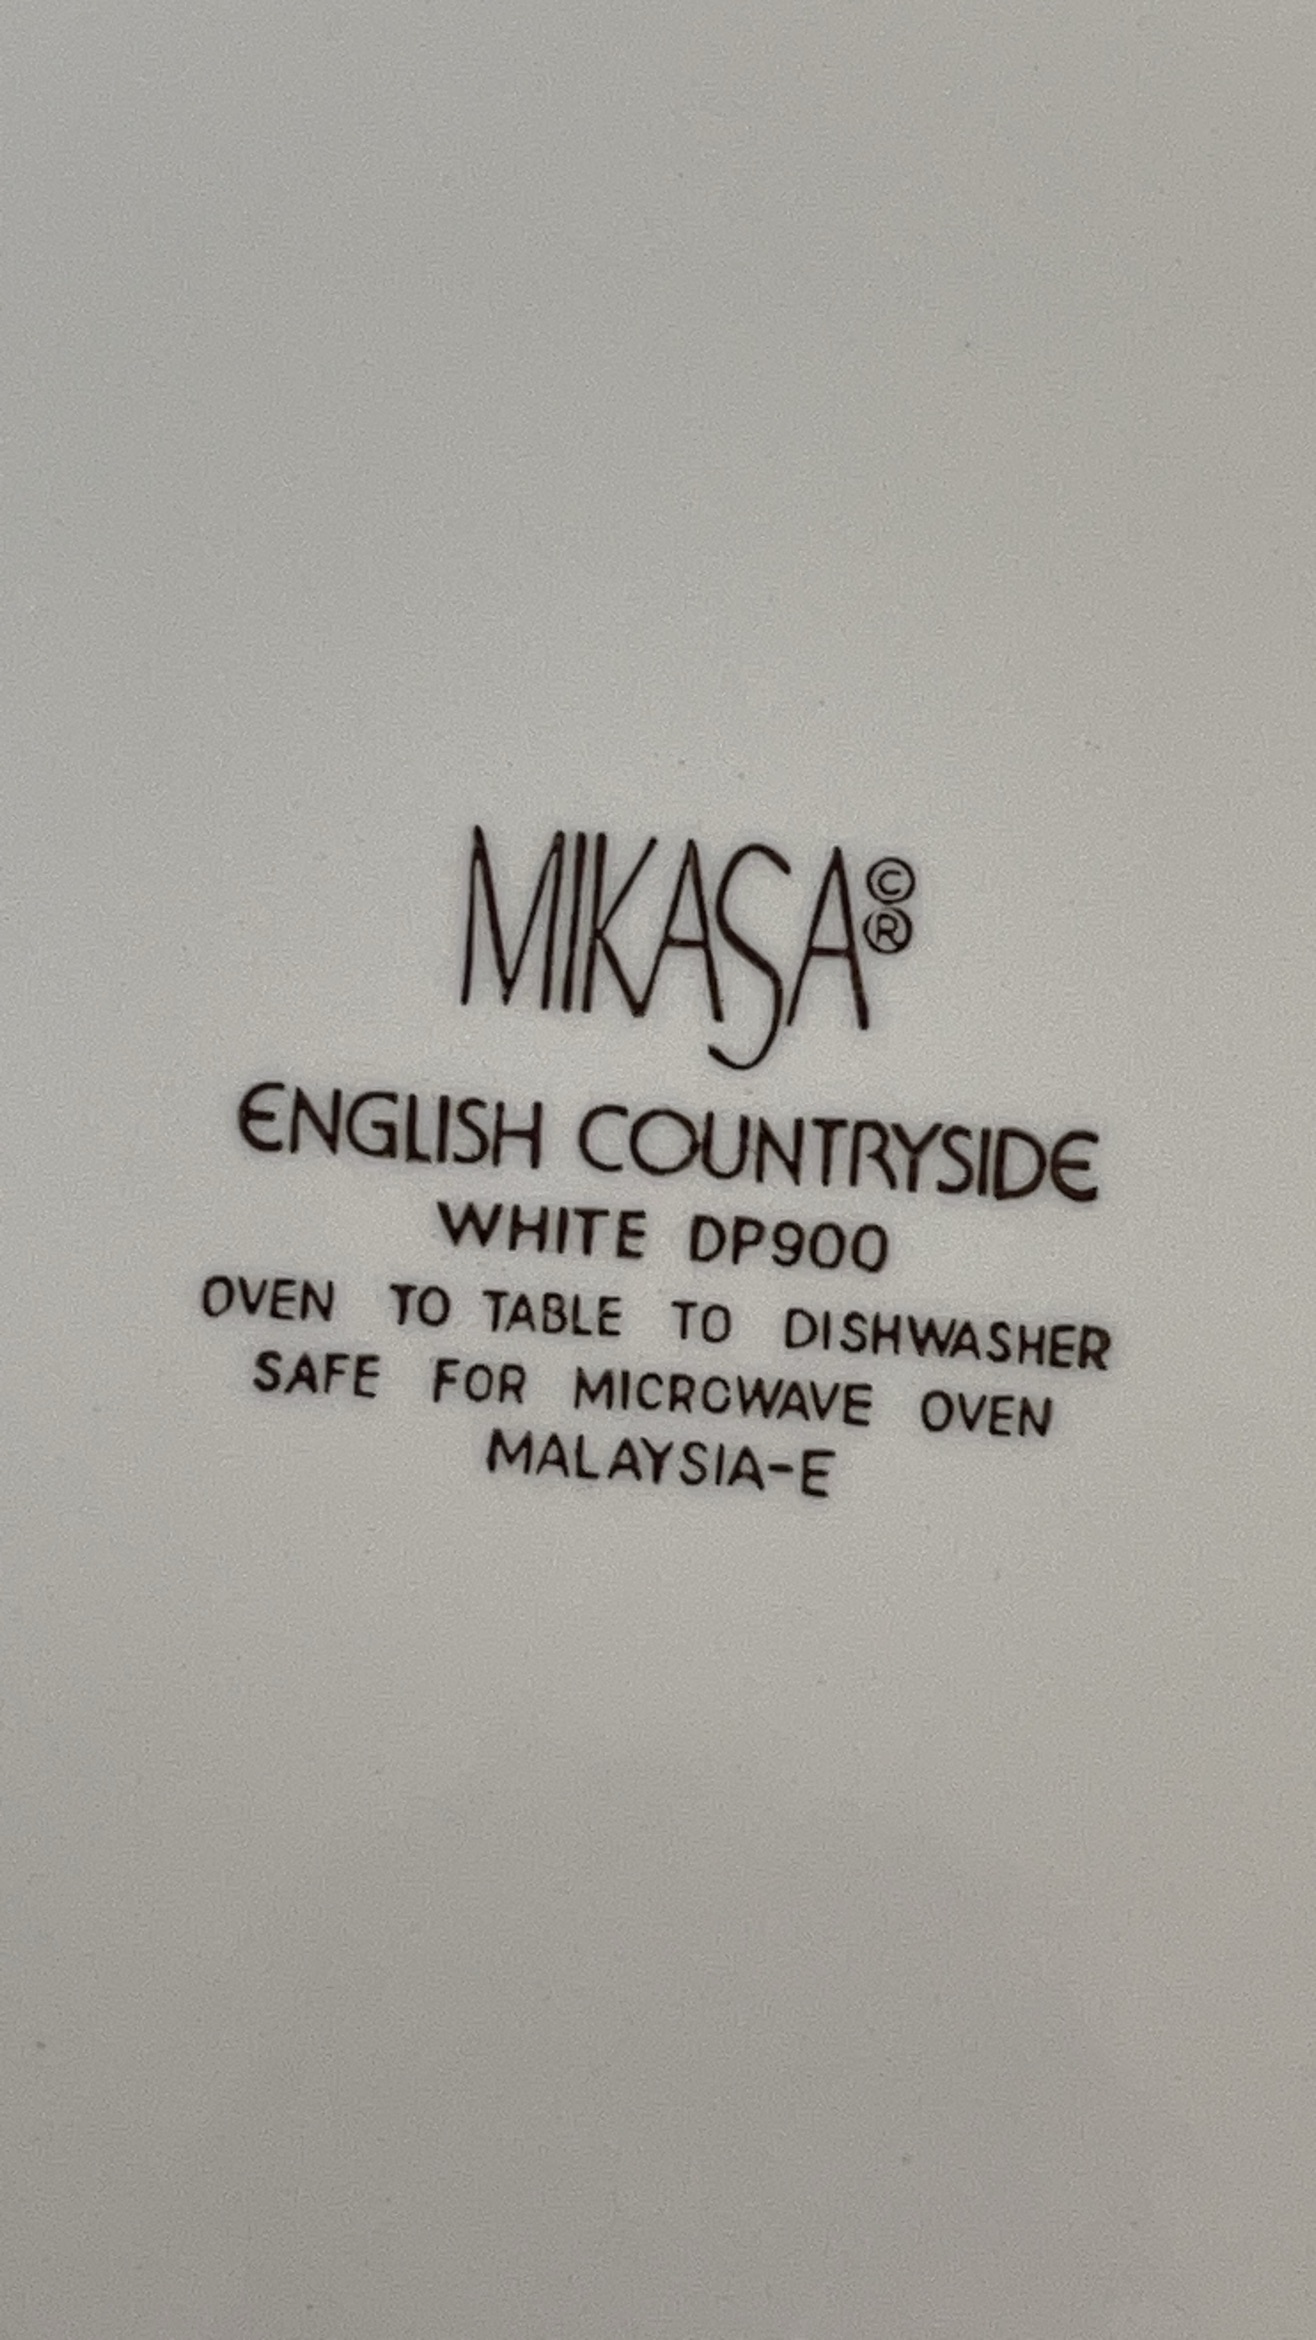 MIKASA©®
ENGLISH COUNTRYSIDE
WHITE DP900
OVEN TO TABLE TO DISHWASHER
SAFE FOR MICROWAVE OVEN
MALAYSIA-E